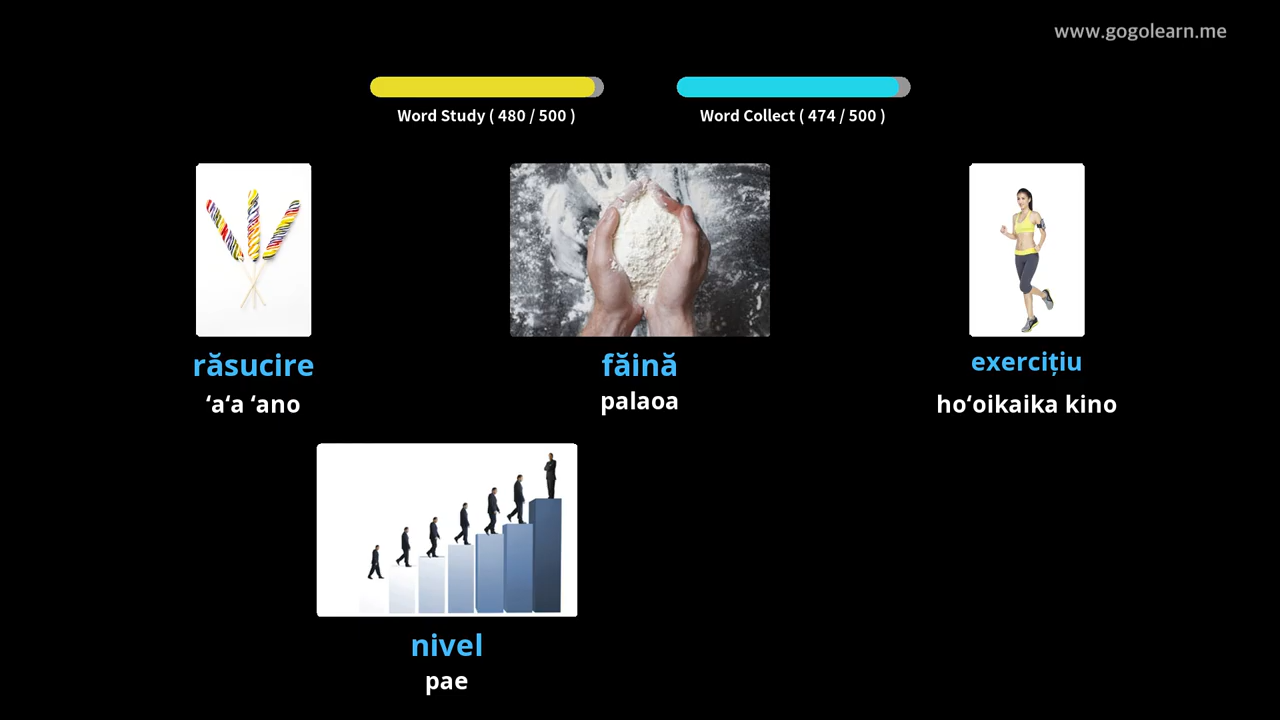 www.gogolearn.me
Word Study ( 480 / 500 )
Word Collect ( 474 / 500 )
răsucire
ʻaʻa ʻano
făină
palaoa
exercițiu
hoʻoikaika kino
nivel
pae